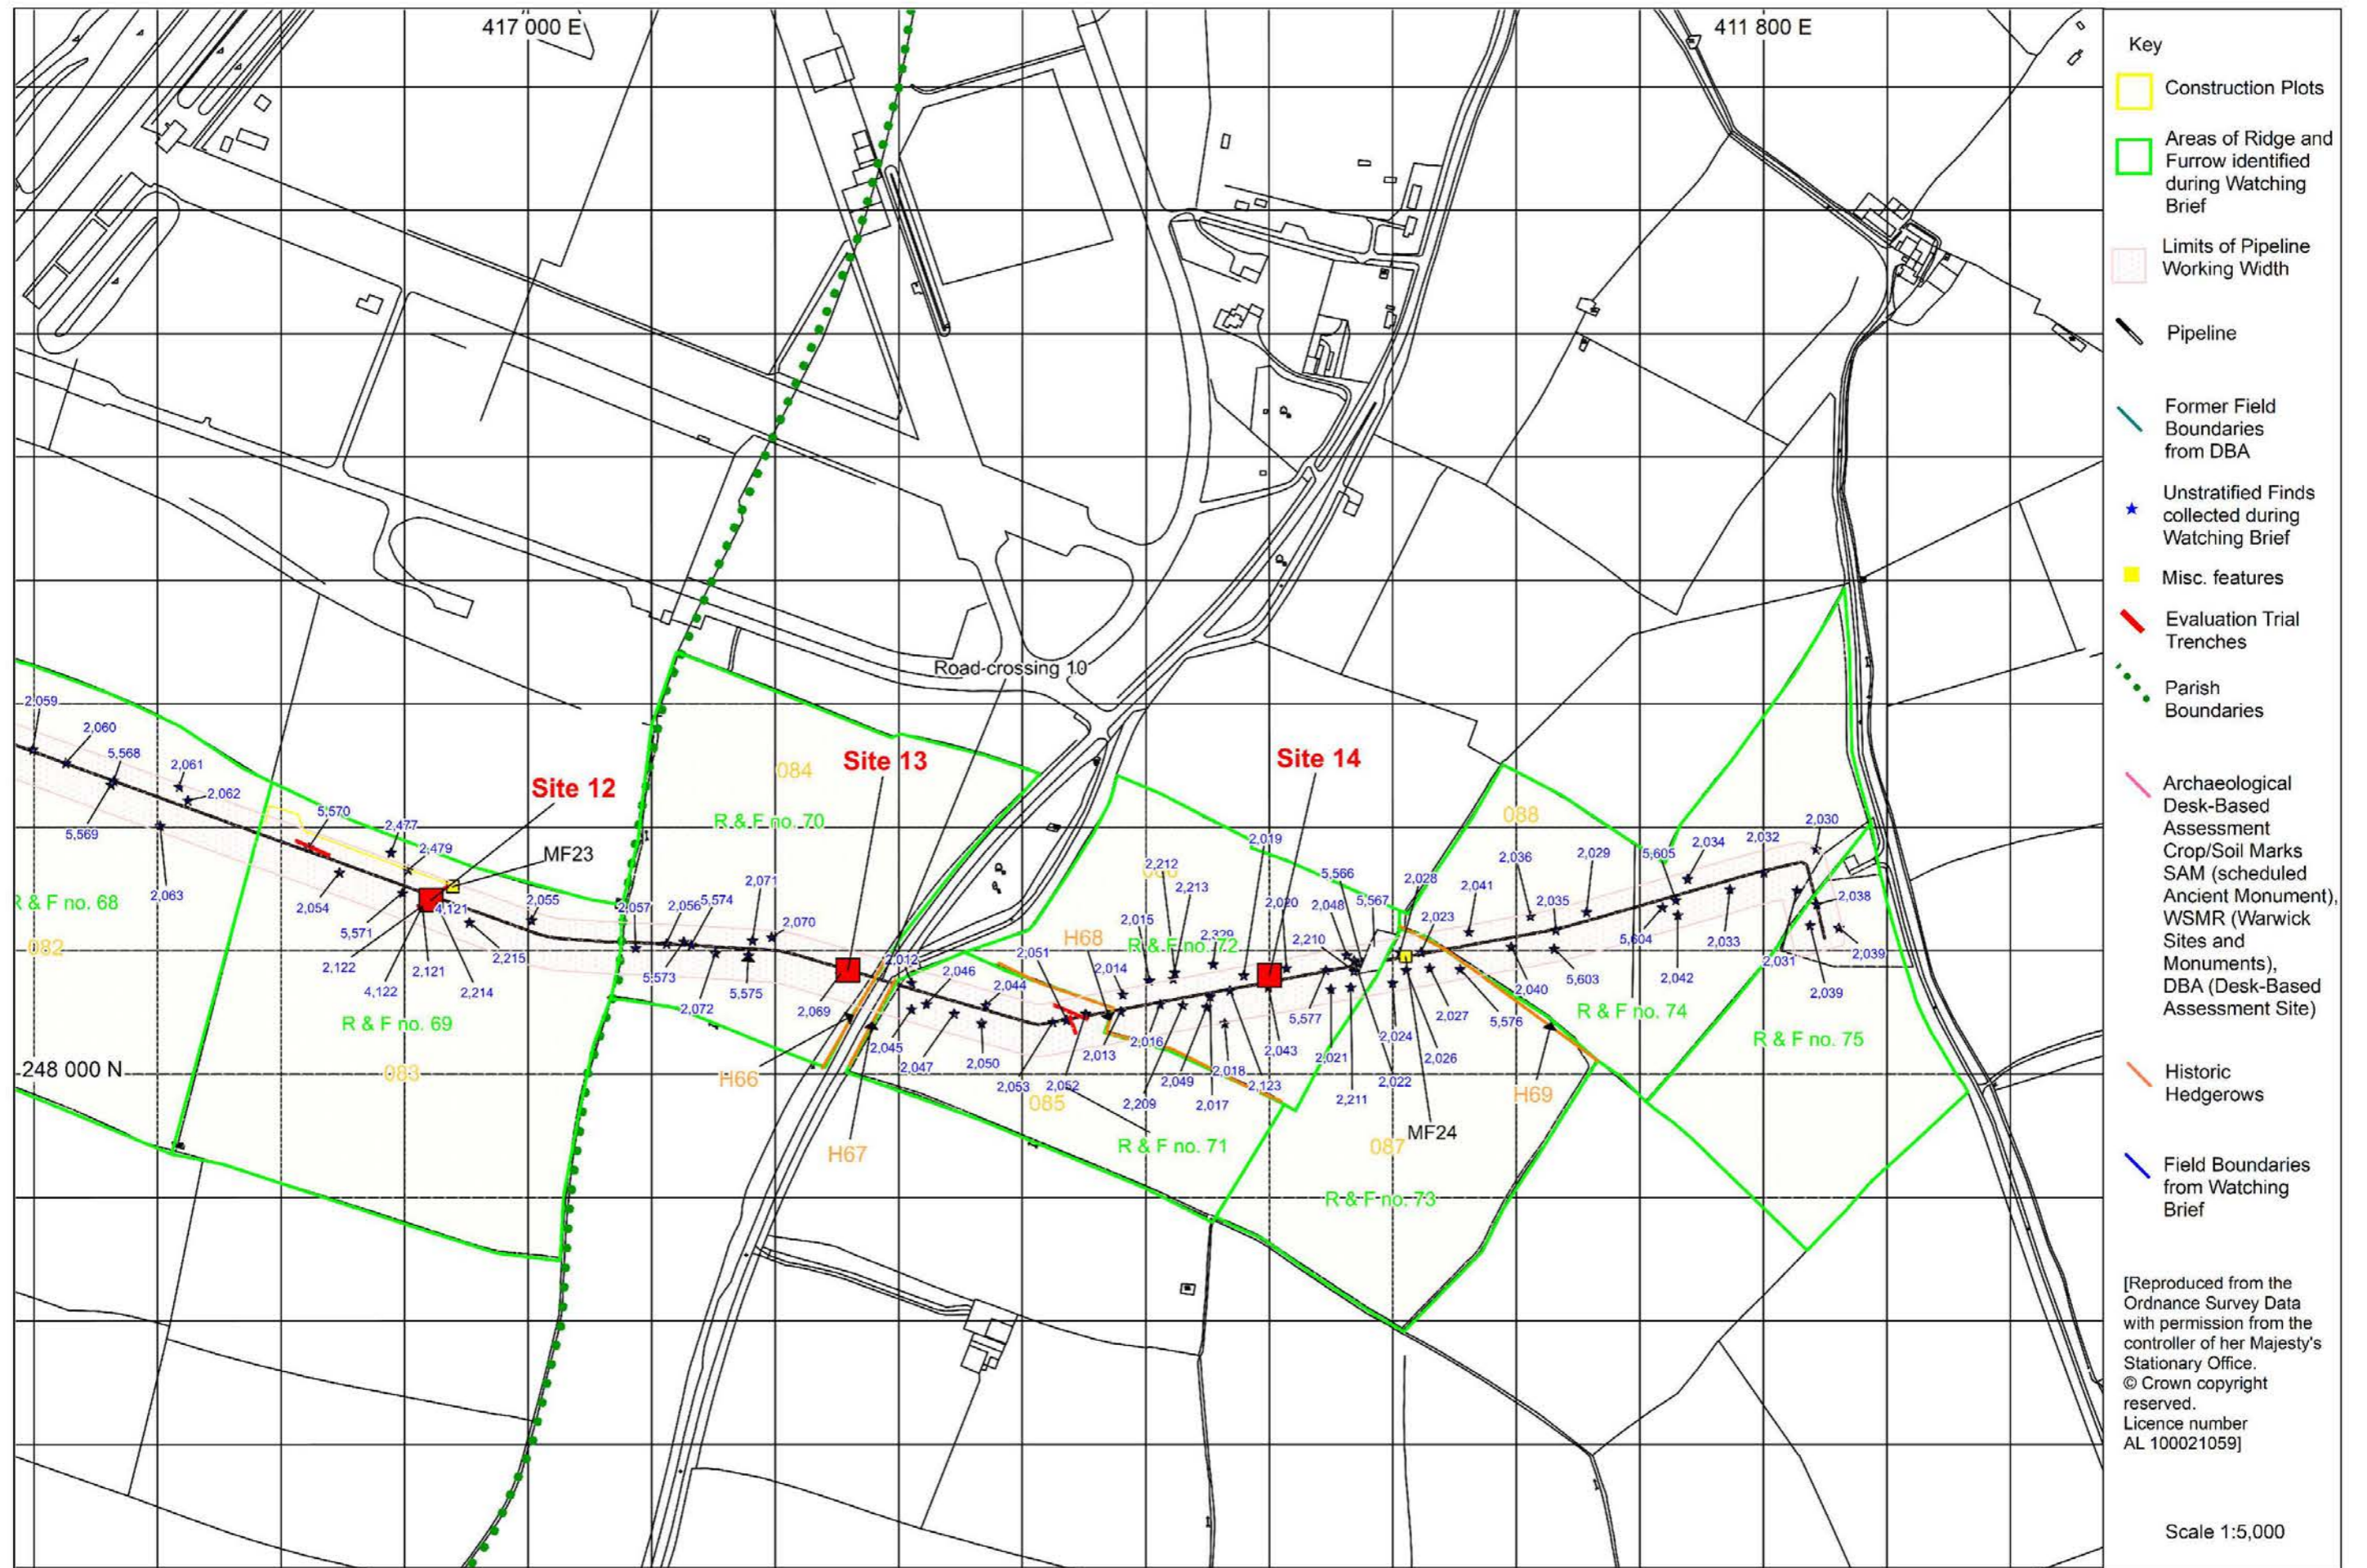 417 000 E
411 800 E
Road-crossing 10
2,059
2,060
5,568
2,061
2,062
5,569
2,063
R & F no. 68
082
248 000 N
5,570
2,477
2,479
Site 12
MF23
2,054
5,571
2,122
4,122
4,121
2,121
2,214
2,215
2,055
R & F no. 69
083
084
R & F no. 70
Site 13
2,057
2,056
5,574
2,071
2,070
5,573
2,072
5,575
2,069
H66
H67
2,012
2,046
2,044
2,051
H68
2,014
2,045
2,047
2,050
2,053
2,052
2,013
085
R & F no. 71
Site 14
2,019
2,212
2,213
2,015
R & F no. 72
2,329
2,020
5,566
2,048
5,567
2,210
2,016
2,209
2,049
2,017
2,018
2,123
2,043
5,577
2,021
2,211
2,024
2,022
2,026
2,027
MF24
087
R & F no. 73
2,028
2,023
2,041
2,036
2,035
2,029
088
5,576
2,040
5,603
H69
R & F no. 74
5,605
2,034
2,032
2,030
5,604
2,042
2,033
2,031
2,038
2,039
2,039
R & F no. 75
Key
Construction Plots
Areas of Ridge and
Furrow identified
during Watching
Brief
Limits of Pipeline
Working Width
Pipeline
Former Field
Boundaries
from DBA
Unstratified Finds
collected during
Watching Brief
Misc. features
Evaluation Trial
Trenches
Parish
Boundaries
Archaeological
Desk-Based
Assessment
Crop/Soil Marks
SAM (scheduled
Ancient Monument),
WSMR (Warwick
Sites and
Monuments),
DBA (Desk-Based
Assessment Site)
Historic
Hedgerows
Field Boundaries
from Watching
Brief
[Reproduced from the
Ordnance Survey Data
with permission from the
controller of her Majesty's
Stationary Office.
© Crown copyright
reserved.
Licence number
AL 100021059]
Scale 1:5,000